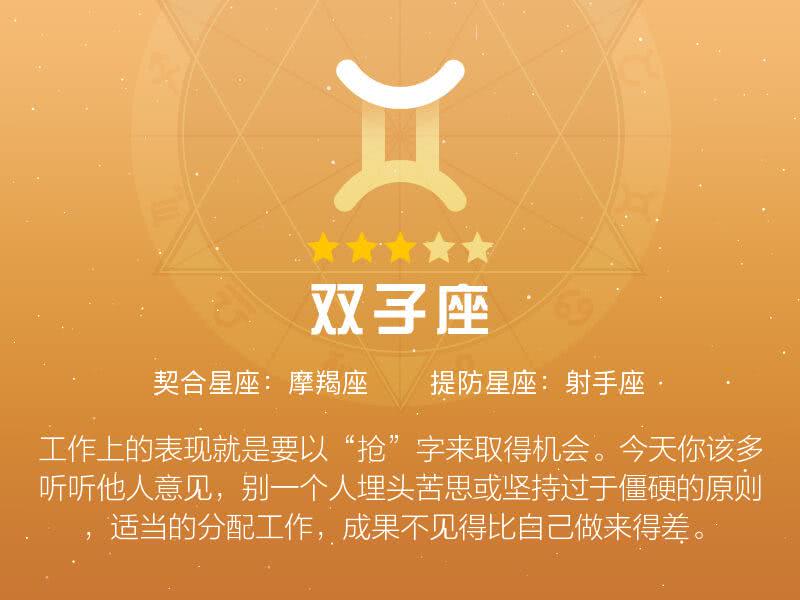 双子座
契合星座：摩羯座 提防星座：射手座
工作上的表现就是要以“抢”字来取得机会。今天你该多
听听他人意见，别一个人埋头苦思或坚持过于僵硬的原则
，适当的分配工作，成果不见得比自己做来得差。